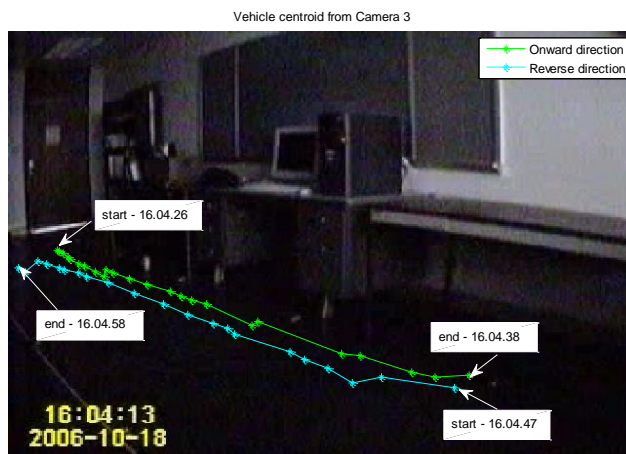 Vehicle centroid from Camera 3
Onward direction
Reverse direction
start - 16.04.26
end - 16.04.58
end - 16.04.38
start - 16.04.47
16:04:13
2006-10-18